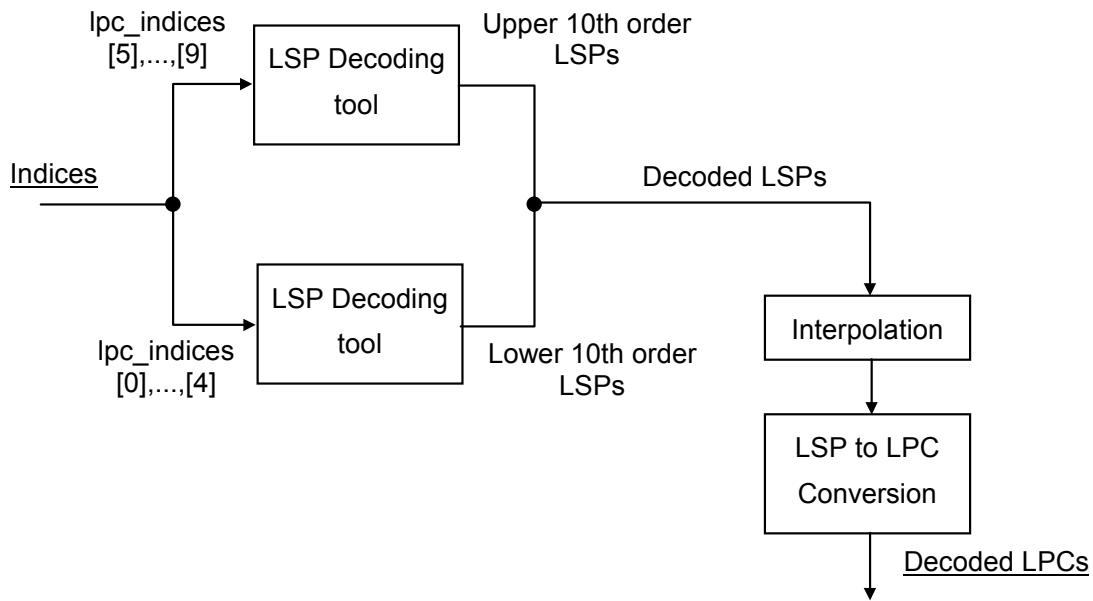 lpc_indices
[5],...,[9]
LSP Decoding
tool
Upper 10th order
LSPs
Indices
Decoded LSPs
lpc_indices
[0],...,[4]
LSP Decoding
tool
Lower 10th order
LSPs
Interpolation
LSP to LPC
Conversion
Decoded LPCs